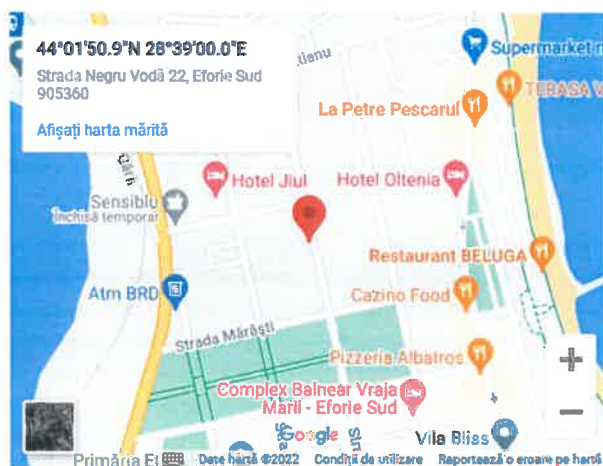 44°01'50.9"N 28°39'00.0"E
Strada Negru Vodă 22, Eforie Sud
905360
Afișați harta mărită
Supermarket
TERASA
La Petre Pescarul
Hotel Jiul
Hotel Oltenia
Sensiblu
Închisă temporar
Restaurant BELUGA
Atm BRD
Cazino Food
Strada Mărăști
Pizzeria Albatros
Complex Balnear Vraja
Mării - Eforie Sud
Google
Vila Bliss
Primăria
Date hartă ©2022 Condiții de utilizare Raportează o eroare pe hartă